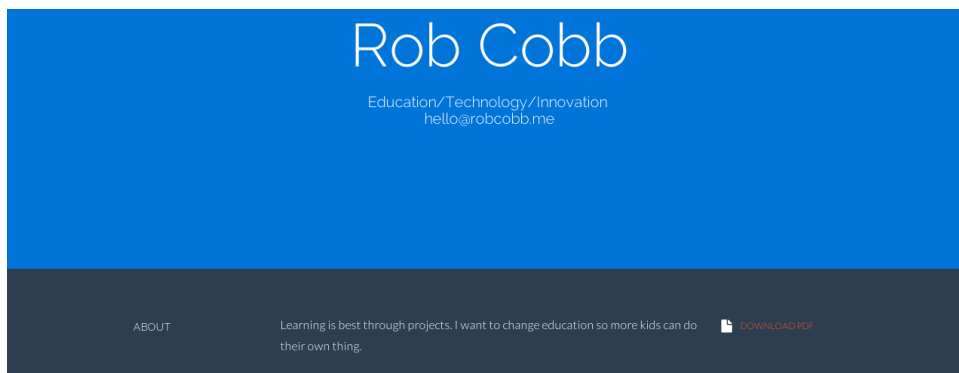 Rob Cobb
Education/Technology/Innovation
hello@robcobb.me
ABOUT
Learning is best through projects. I want to change education so more kids can do
their own thing.
DOWNLOAD PDF